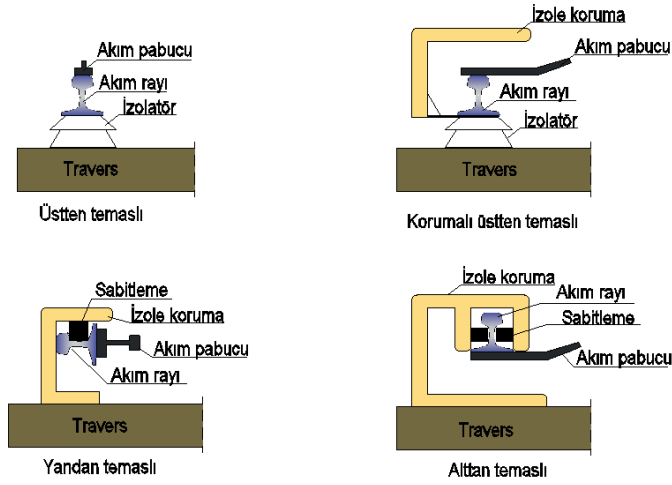 Akım pabucu
Akım rayı
İzolatör
Travers
Üstten temaslı
İzole koruma
Akım pabucu
Akım rayı
İzolatör
Travers
Korumalı üstten temaslı
Sabitleme
İzole koruma
Akım pabucu
Akım rayı
Travers
Yandan temaslı
İzole koruma
Akım rayı
Sabitleme
Akım pabucu
Travers
Alttan temaslı